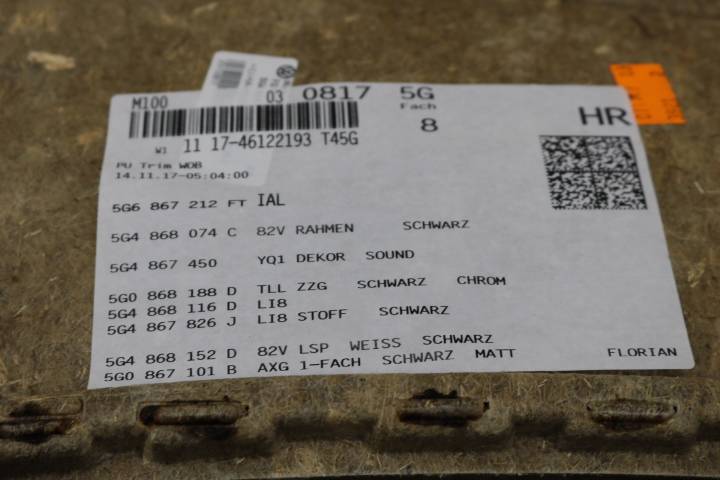 M100 03 0817 5G
Fach
8
HR
W3 11 17-46122193 T45G
PU Trim WOB
14.11.17-05:04:00
5G6 867 212 FT IAL
5G4 868 074 C 82V RAHMEN SCHWARZ
5G4 867 450 YQ1 DEKOR SOUND
5G0 868 188 D TLL ZZG SCHWARZ CHROM
5G4 868 116 D LI8
5G4 867 826 J LI8 STOFF SCHWARZ
5G4 868 152 D 82V LSP WEISS SCHWARZ
5G0 867 101 B AXG 1-FACH SCHWARZ MATT
FLORIAN